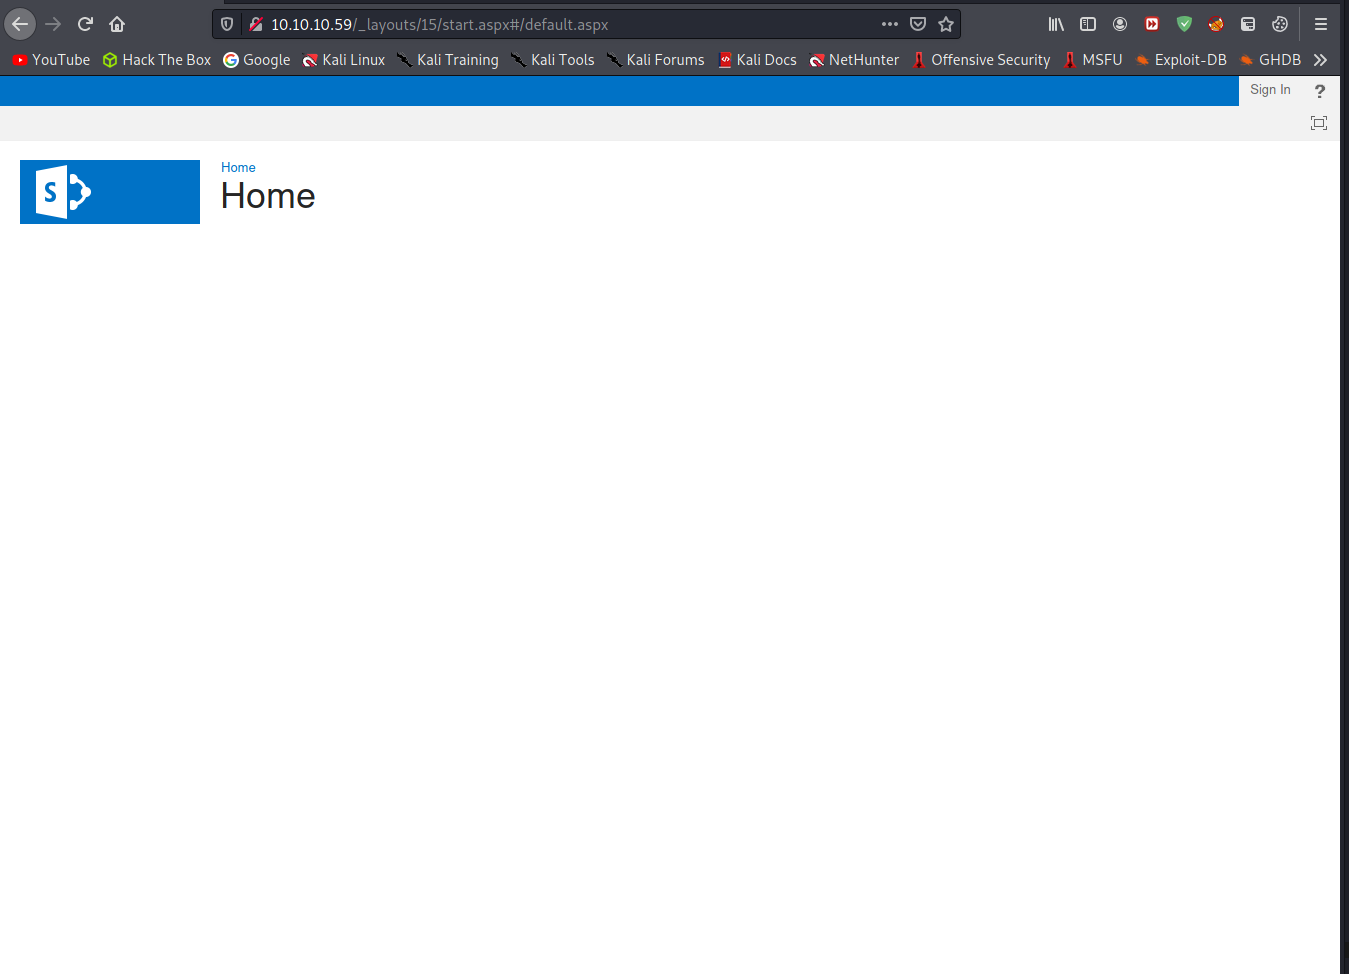 10.10.10.59/_layouts/15/start.aspx#/default.aspx
YouTube Hack The Box Google Kali Linux Kali Training Kali Tools Kali Forums Kali Docs NetHunter Offensive Security MSFU Exploit-DB GHDB
Sign In ?
S
Home
Home